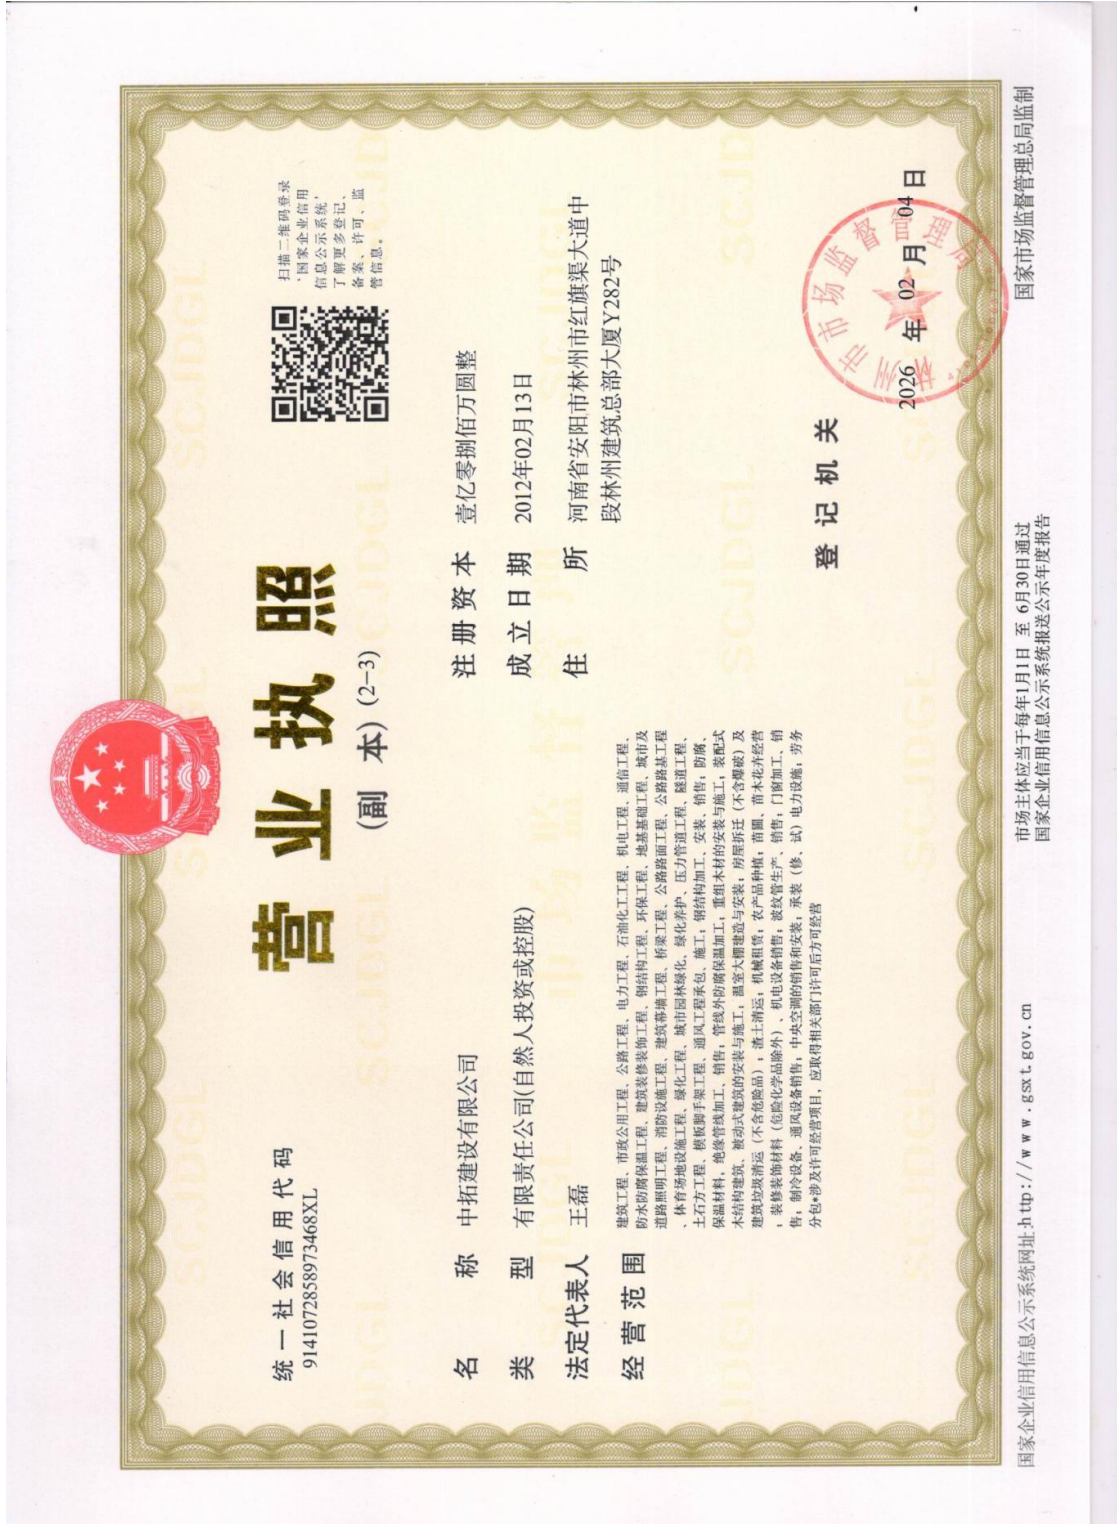 统一社会信用代码
91410728589734​68XL
营业执照
(副 本) (2-3)
扫描二维码登录
‘国家企业信用
信息公示系统’
了解更多登记、
备案、许可、监
管信息。
名 称 中拓建设有限公司
类 型 有限责任公司(自然人投资或控股)
法定代表人 王磊
经营范围 建筑工程、市政公用工程、公路工程、电力工程、石油化工工程、机电工程、通信工程、
防水防腐保温工程、建筑装修装饰工程、钢结构工程、环保工程、地基基础工程、城市及
道路照明工程、消防设施工程、建筑幕墙工程、桥梁工程、公路路面工程、公路路基工程
、体育场地设施工程、绿化工程、城市园林绿化、绿化养护、压力管道工程、隧道工程、
土石方工程、模板脚手架工程、通风工程承包、施工；钢结构加工、安装、销售；防腐、
保温材料，绝缘管线加工、销售；管线外防腐保温加工；重组木材的安装与施工，装配式
木结构建筑、被动式建筑的安装与施工，温室大棚建造与安装；房屋拆迁（不含爆破）及
建筑垃圾清运（不含危险品）；渣土清运；机械租赁；农产品种植；苗圃、苗木花卉经营
；装修装饰材料（危险化学品除外）、机电设备销售；波纹管生产、销售；门窗加工、销
售；制冷设备、通风设备销售；中央空调的销售和安装；承装（修、试）电力设施；劳务
分包*涉及许可经营项目，应取得相关部门许可后方可经营
注册资本 壹亿零捌佰万圆整
成立日期 2012年02月13日
住 所 河南省安阳市林州市红旗渠大道中
段林州建筑总部大厦Y282号
登记机关
林州市市场监督管理局
2026 年 02 月 04 日
国家企业信用信息公示系统网址:http://www.gsxt.gov.cn
市场主体应当于每年1月1日 至 6月30日通过
国家企业信用信息公示系统报送公示年度报告
国家市场监督管理总局监制